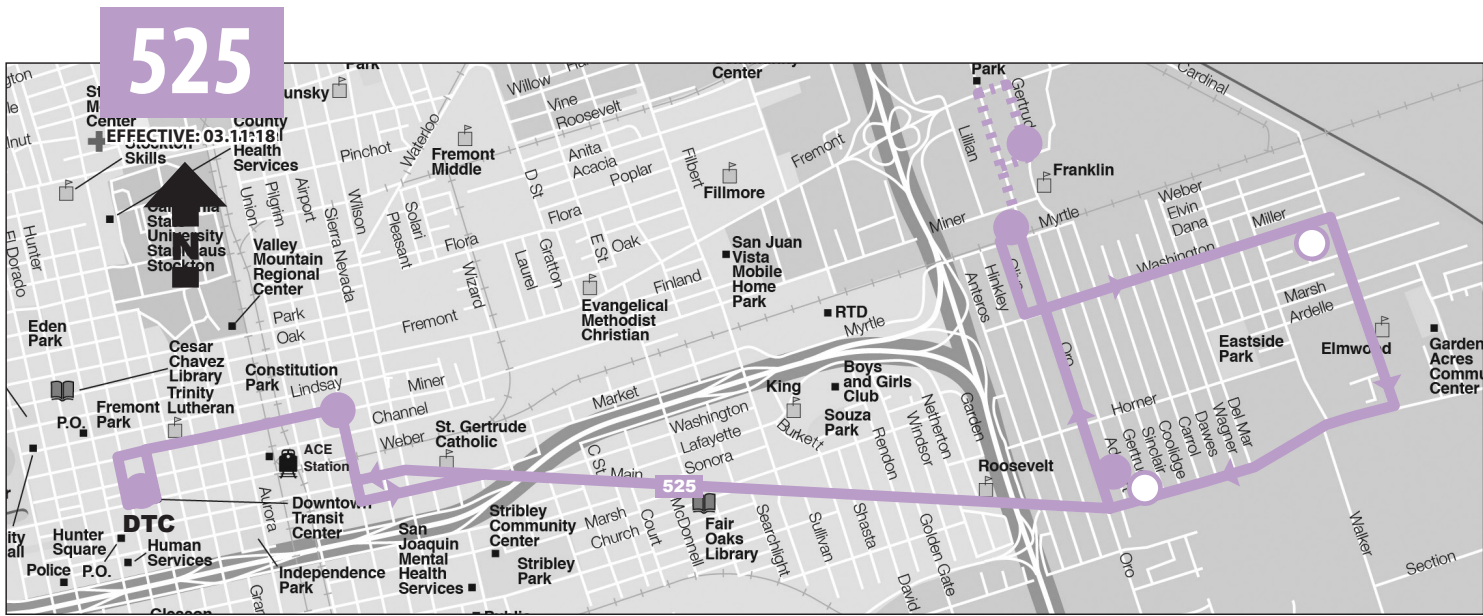 525
EFFECTIVE: 03.11.18
Park
unsky
County
Health
Services
Center
Stockton
Skills
Pinchot
Waterloo
Fremont
Middle
Willow
Vine
Roosevelt
Anita
Acacia
Poplar
D St
Flora
E St
Oak
Filbert
Fillmore
Center
Fremont
Park
Gertrud
Lillian
Franklin
Cardinal
Miner
Myrtle
Weber
Elvin
Dana
Washington
Miller
Hunter
El Dorado
University
Stockton
N
Union
Pilgrim
Airport
Sierra Nevada
Wilson
Pleasant
Solari
Flora
Wizard
Laurel
Gratton
Finland
San Juan
Vista
Mobile
Home
Park
RTD
Myrtle
Anteros
Hinkley
Oro
Marsh
Ardelle
Eastside
Park
Elmwood
Garden
Acres
Commu
Center
Valley
Mountain
Regional
Center
Park
Oak
Fremont
Evangelical
Methodist
Christian
Eden
Park
Cesar
Chavez
Library
Trinity
Lutheran
Constitution
Park
Lindsay
Miner
Channel
Weber
Market
Washington
Lafayette
Sonora
King
Burkett
Boys
and Girls
Club
Souza
Park
Rendon
Windsor
Netherton
Garden
Roosevelt
Horner
Sinclair
Coolidge
Carrol
Dawes
Wagner
Del Mar
P.O.
Fremont
Park
ACE
Station
St. Gertrude
Catholic
C St
Main
525
Downtown
Transit
Center
DTC
Aurora
Hunter
Square
Police
P.O.
Human
Services
Independence
Park
San
Joaquin
Mental
Health
Services
Stribley
Community
Center
Stribley
Park
Marsh
Church
Court
McDonnell
Fair
Oaks
Library
Searchlight
Sullivan
Shasta
Golden Gate
David
Oro
Walker
Section